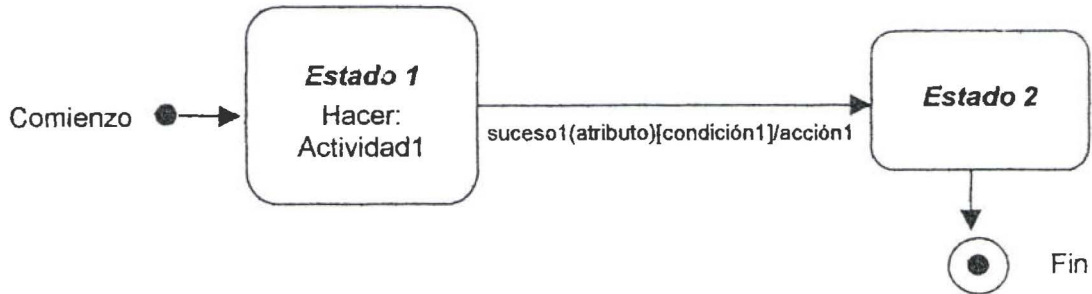 Comienzo
Estado 1
Hacer:
Actividad1
suceso1(atributo)[condición1]/acción1
Estado 2
Fin